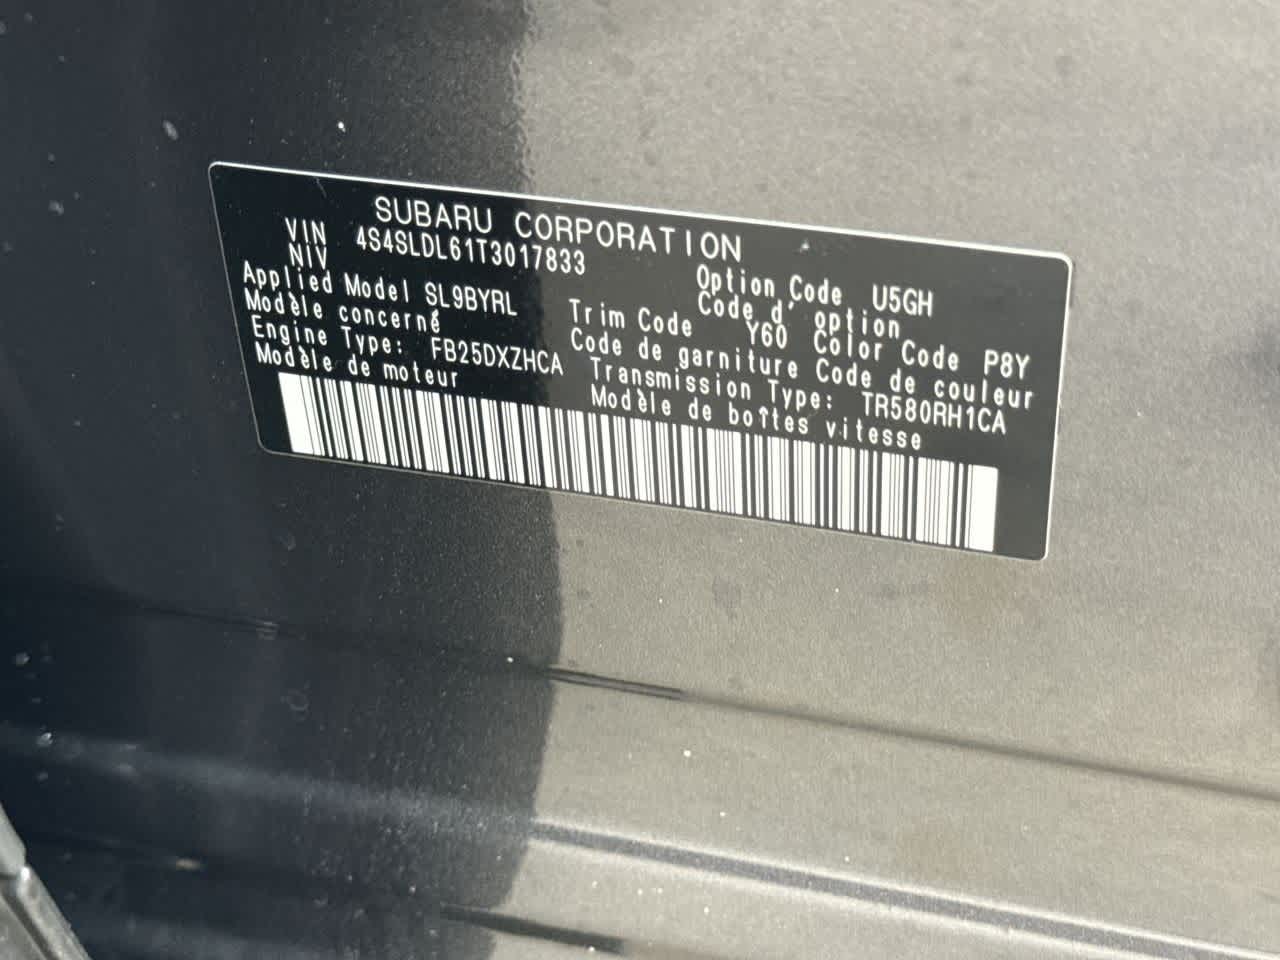 SUBARU CORPORATION
VIN 4S4SLDL61T3017833
NIV
Option Code U5GH
Code d' option
Applied Model SL9BYRL
Modèle concerné
Trim Code Y60 Color Code P8Y
Code de garniture Code de couleur
Engine Type: FB25DXZHCA
Modèle de moteur
Transmission Type: TR580RH1CA
Modèle de boîtes vitesse